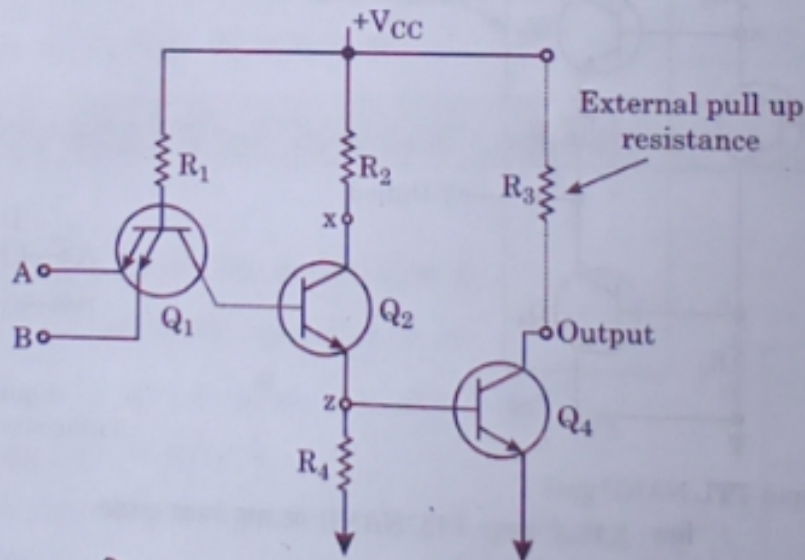 +VCC
External pull up
resistance
R1
R2
R3
x
A
Q1
Q2
B
Output
z
Q4
R4